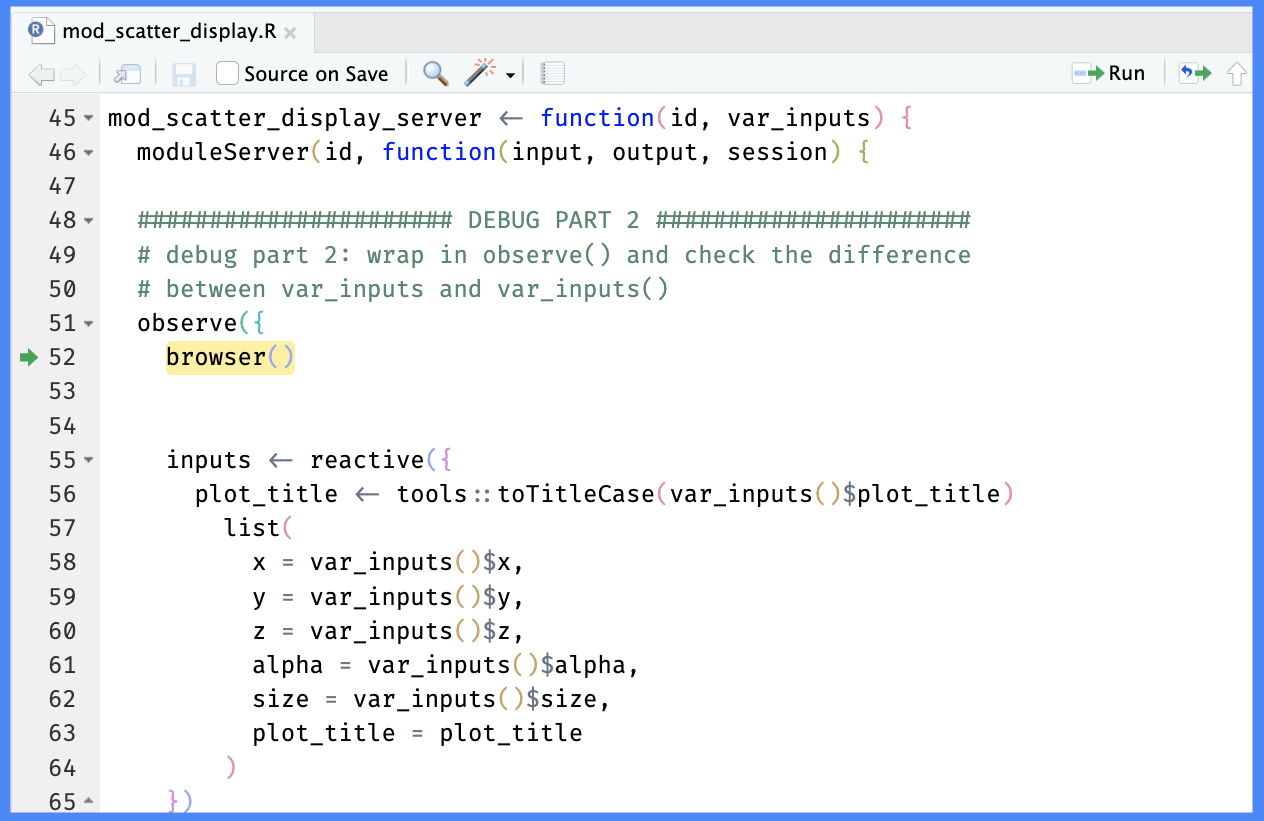 mod_scatter_display.R
Source on Save Run
45 mod_scatter_display_server ← function(id, var_inputs) {
46   moduleServer(id, function(input, output, session) {
47
48   ###################### DEBUG PART 2 ######################
49   # debug part 2: wrap in observe() and check the difference
50   # between var_inputs and var_inputs()
51   observe({
52     browser()
53
54
55     inputs ← reactive({
56       plot_title ← tools::toTitleCase(var_inputs()$plot_title)
57         list(
58           x = var_inputs()$x,
59           y = var_inputs()$y,
60           z = var_inputs()$z,
61           alpha = var_inputs()$alpha,
62           size = var_inputs()$size,
63           plot_title = plot_title
64         )
65     })